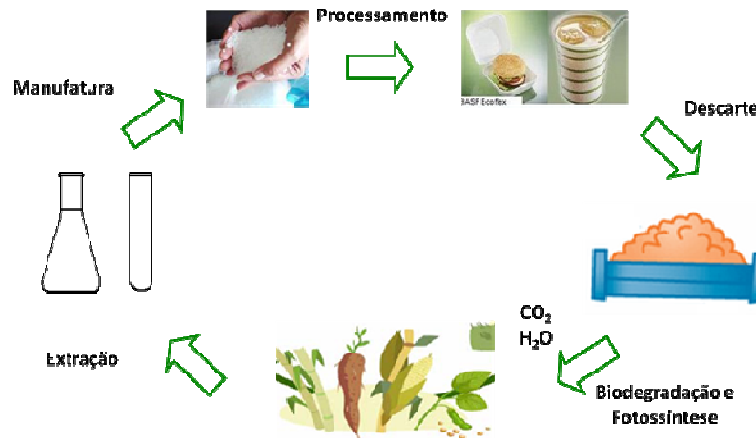 Processamento
Manufatura
BASF Ecoflex
Descarte
CO₂
H₂O
Extração
Biodegradação e
Fotossíntese